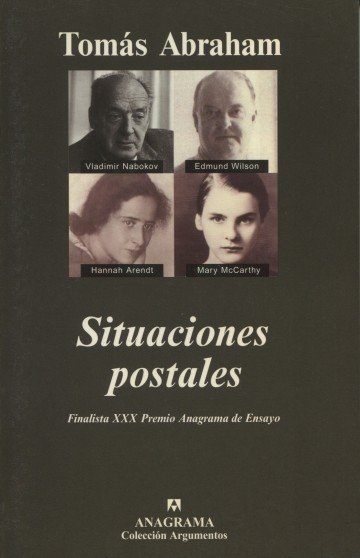 Tomás Abraham
Vladimir Nabokov
Edmund Wilson
Hannah Arendt
Mary McCarthy
Situaciones
postales
Finalista XXX Premio Anagrama de Ensayo
ANAGRAMA
Colección Argumentos